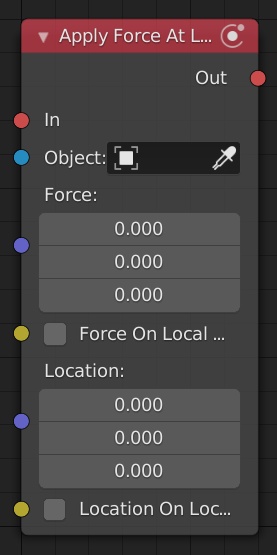 Apply Force At L...
Out
In
Object:
Force:
0.000
0.000
0.000
Force On Local ...
Location:
0.000
0.000
0.000
Location On Loc...